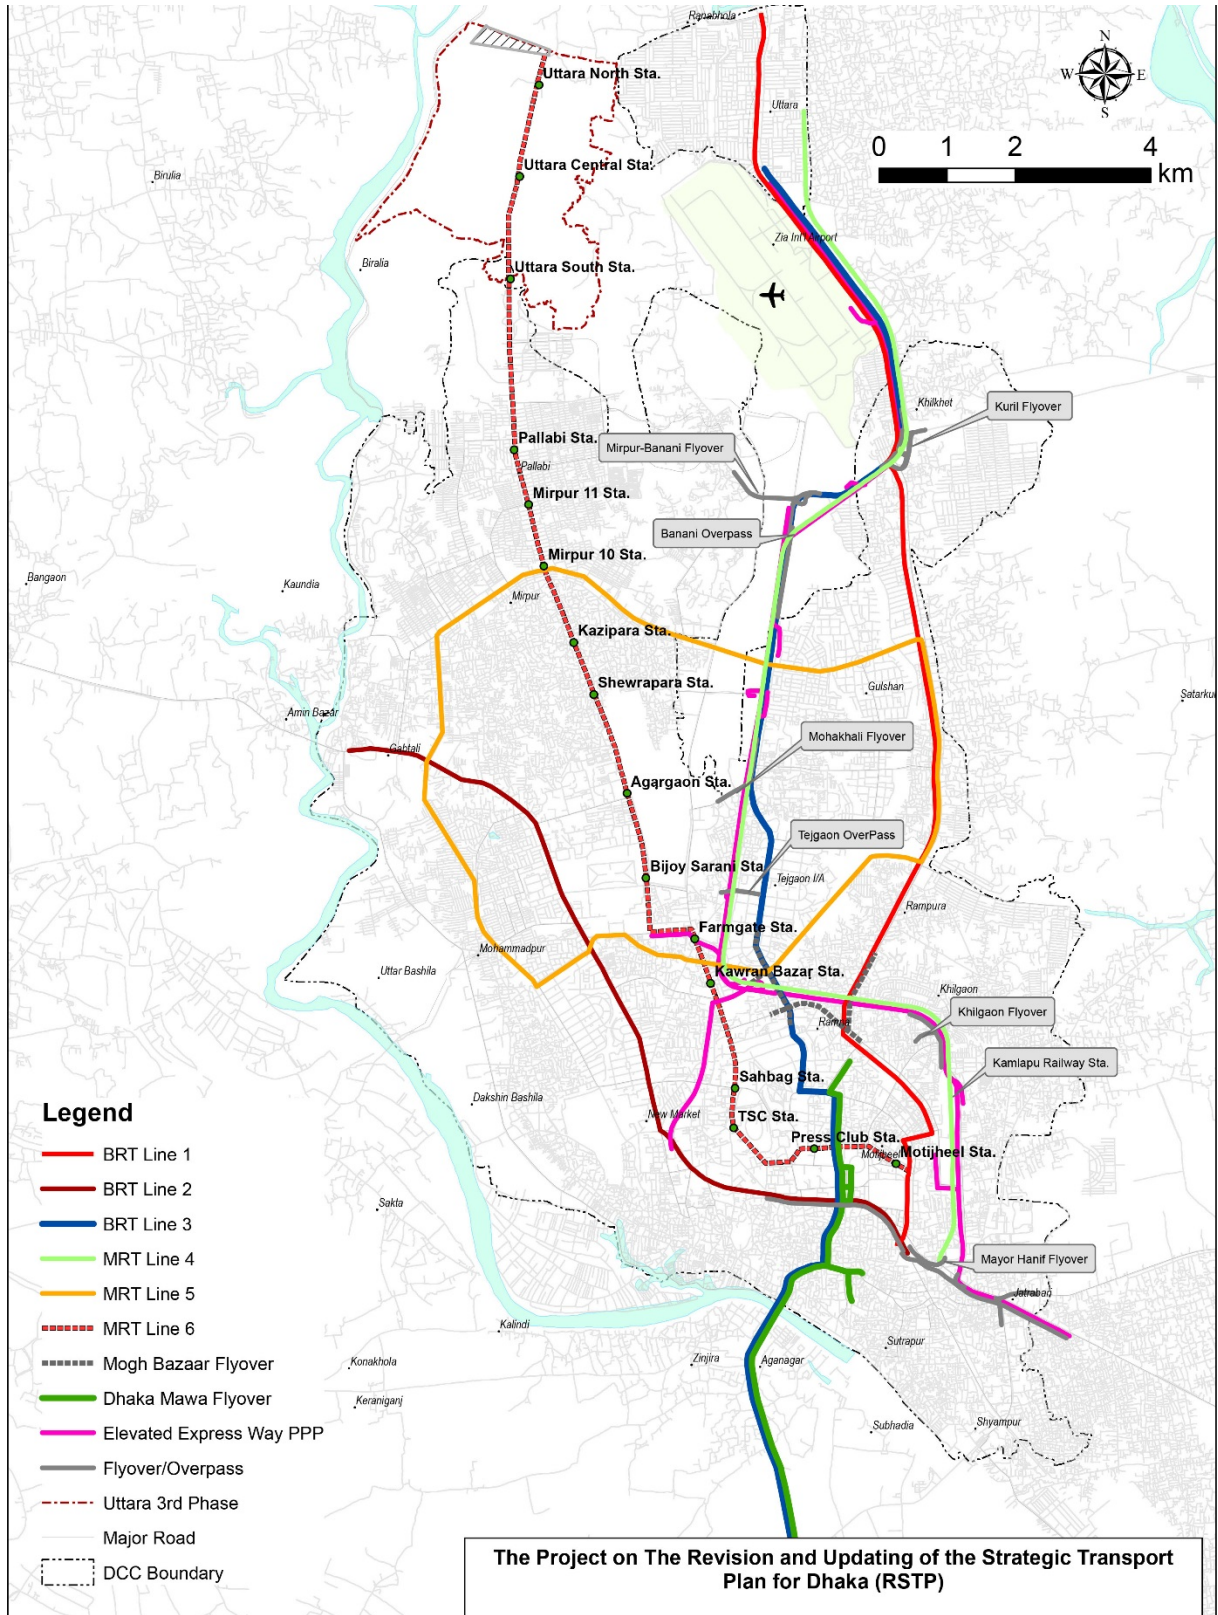 Ranabhola
N
W
E
S
Uttara North Sta.
Uttara
0 1 2 4
km
Uttara Central Sta.
Birulia
Zia Int'l Airport
Biralia
Uttara South Sta.
Khilkhet
Kuril Flyover
Pallabi Sta.
Mirpur-Banani Flyover
Pallabi
Mirpur 11 Sta.
Banani Overpass
Mirpur 10 Sta.
Bangaon
Kaundia
Mirpur
Kazipara Sta.
Shewrapara Sta.
Gulshan
Satarkul
Amin Bazar
Gabtali
Mohakhali Flyover
Agargaon Sta.
Tejgaon OverPass
Bijoy Sarani Sta.
Tejgaon I/A
Rampura
Farmgate Sta.
Mohammadpur
Uttar Bashila
Kawran Bazar Sta.
Khilgaon
Khilgaon Flyover
Ramna
Kamlapu Railway Sta.
Sahbag Sta.
Dakshin Bashila
New Market
TSC Sta.
Press Club Sta.
Motijheel
Motijheel Sta.
Sakta
Mayor Hanif Flyover
Jatrabari
Kalindi
Sutrapur
Konakhola
Zinjira
Aganagar
Keraniganj
Subhadia
Shyampur
Legend
BRT Line 1
BRT Line 2
BRT Line 3
MRT Line 4
MRT Line 5
MRT Line 6
Mogh Bazaar Flyover
Dhaka Mawa Flyover
Elevated Express Way PPP
Flyover/Overpass
Uttara 3rd Phase
Major Road
DCC Boundary
The Project on The Revision and Updating of the Strategic Transport
Plan for Dhaka (RSTP)